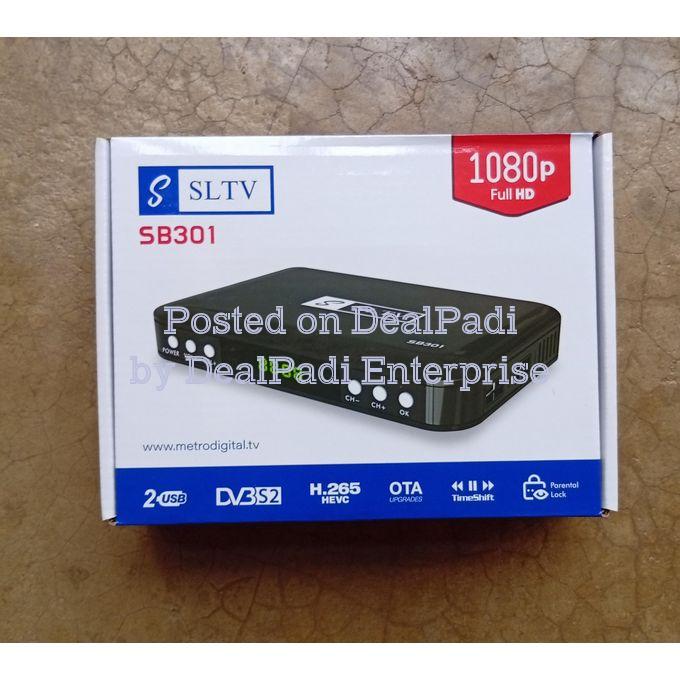 S SLTV
SB301
1080p
Full HD
Posted on DealPadi
by DealPadi Enterprise
SB301
POWER
CH-
CH+
OK
www.metrodigital.tv
2 USB
DVB S2
H.265
HEVC
OTA
UPGRADES
TimeShift
Parental
Lock